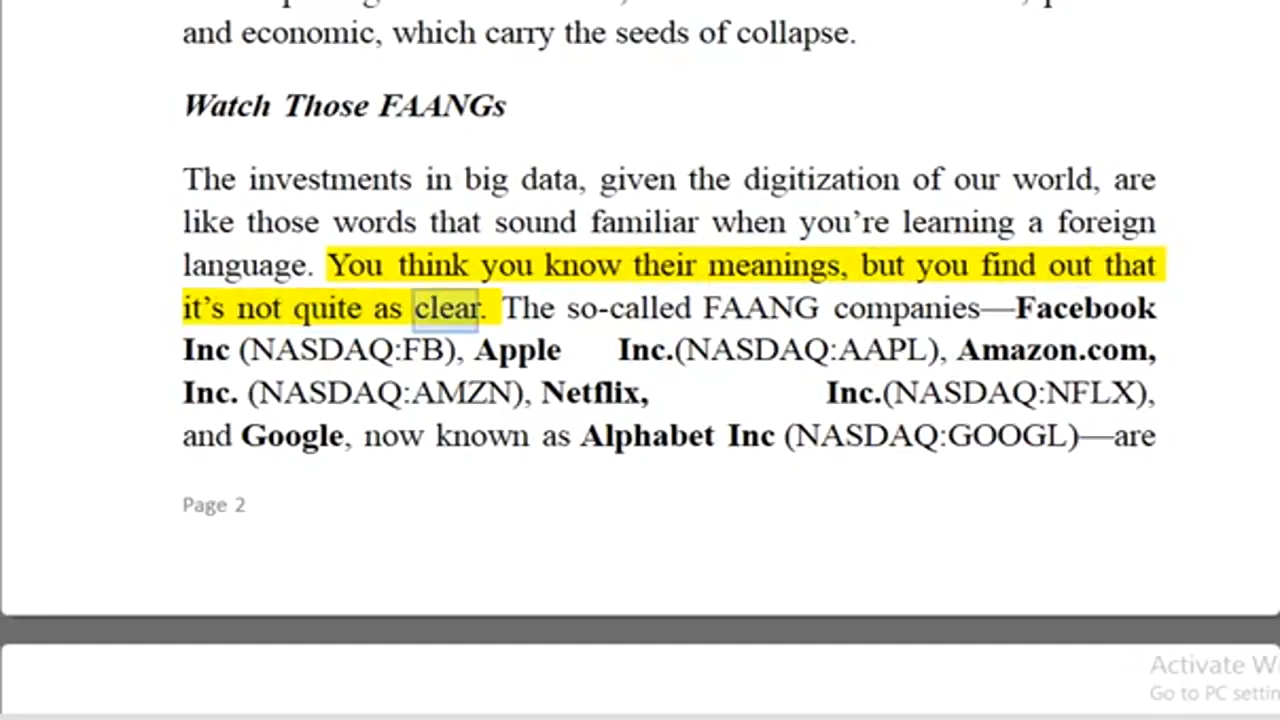 and economic, which carry the seeds of collapse.
Watch Those FAANGs
The investments in big data, given the digitization of our world, are
like those words that sound familiar when you’re learning a foreign
language. You think you know their meanings, but you find out that
it’s not quite as clear. The so-called FAANG companies—Facebook
Inc (NASDAQ:FB), Apple Inc.(NASDAQ:AAPL), Amazon.com,
Inc. (NASDAQ:AMZN), Netflix, Inc.(NASDAQ:NFLX),
and Google, now known as Alphabet Inc (NASDAQ:GOOGL)—are
Page 2
Activate Wi
Go to PC settin